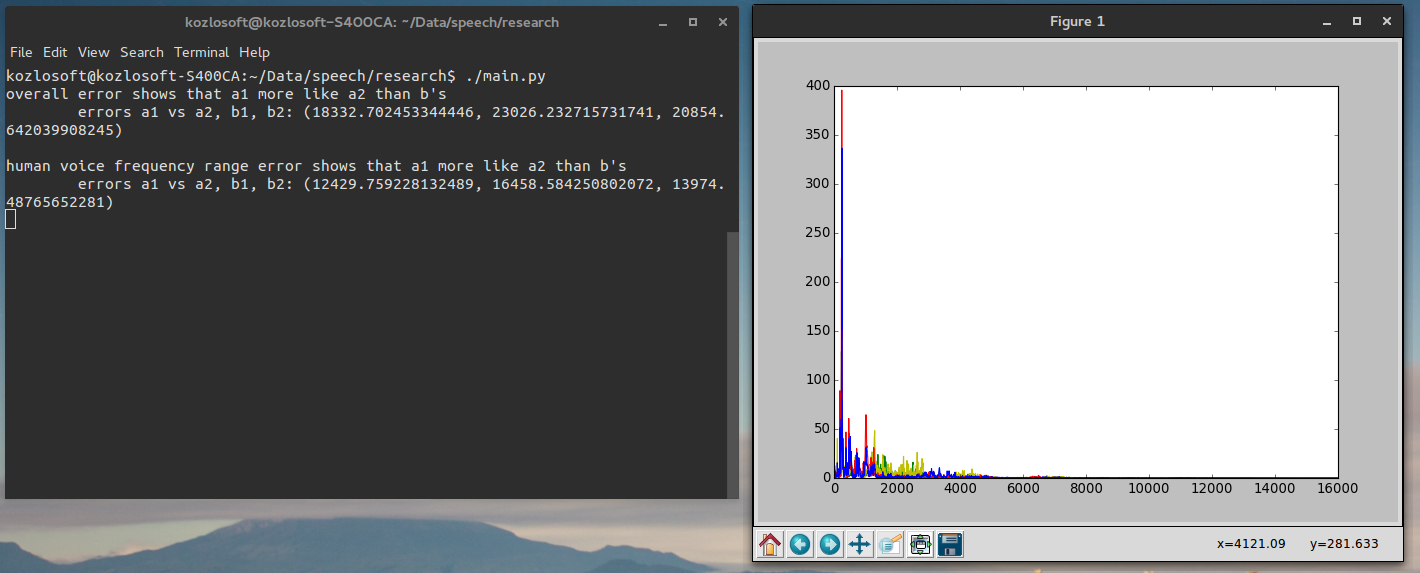 kozlosoft@kozlosoft-S400CA: ~/Data/speech/research
File Edit View Search Terminal Help
kozlosoft@kozlosoft-S400CA:~/Data/speech/research$ ./main.py
overall error shows that a1 more like a2 than b's
        errors a1 vs a2, b1, b2: (18332.702453344446, 23026.232715731741, 20854.
642039908245)
human voice frequency range error shows that a1 more like a2 than b's
        errors a1 vs a2, b1, b2: (12429.759228132489, 16458.584250802072, 13974.
48765652281)
Figure 1
400
350
300
250
200
150
100
50
0
0 2000 4000 6000 8000 10000 12000 14000 16000
x=4121.09 y=281.633